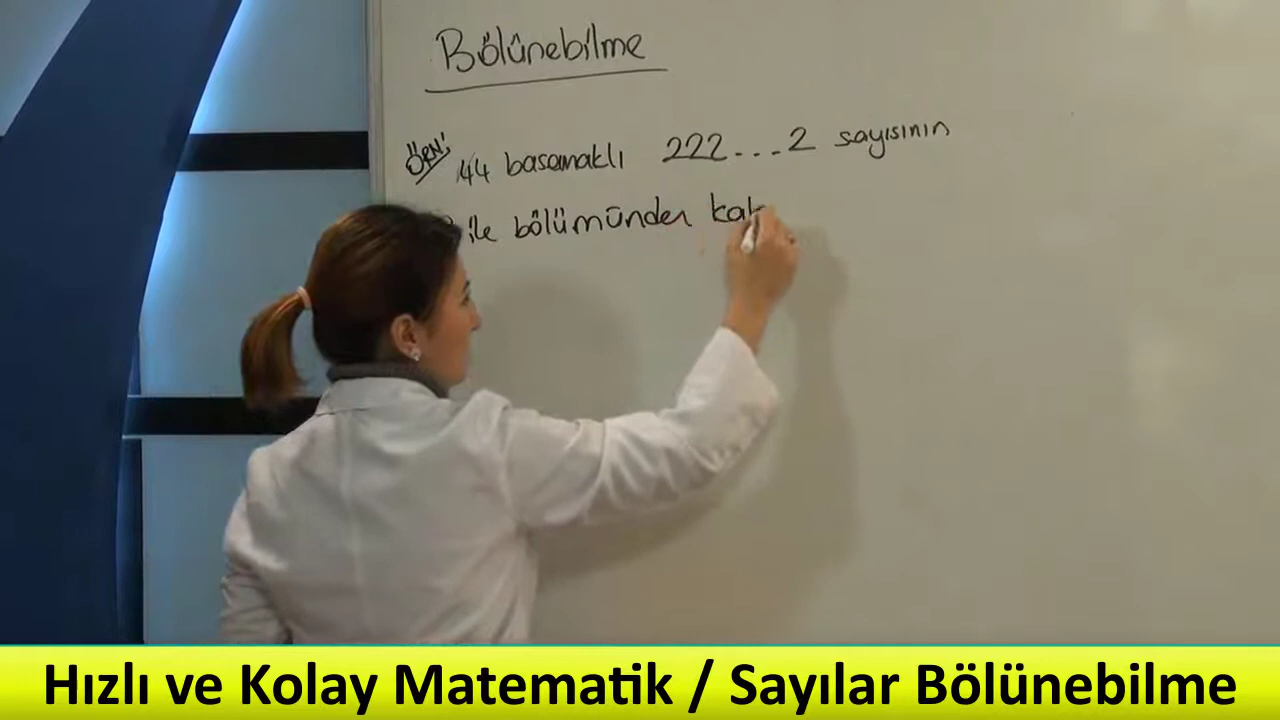 Bölünebilme
ÖRN: 44 basamaklı 222...2 sayısının
ile bölümünden kal
Hızlı ve Kolay Matematik / Sayılar Bölünebilme